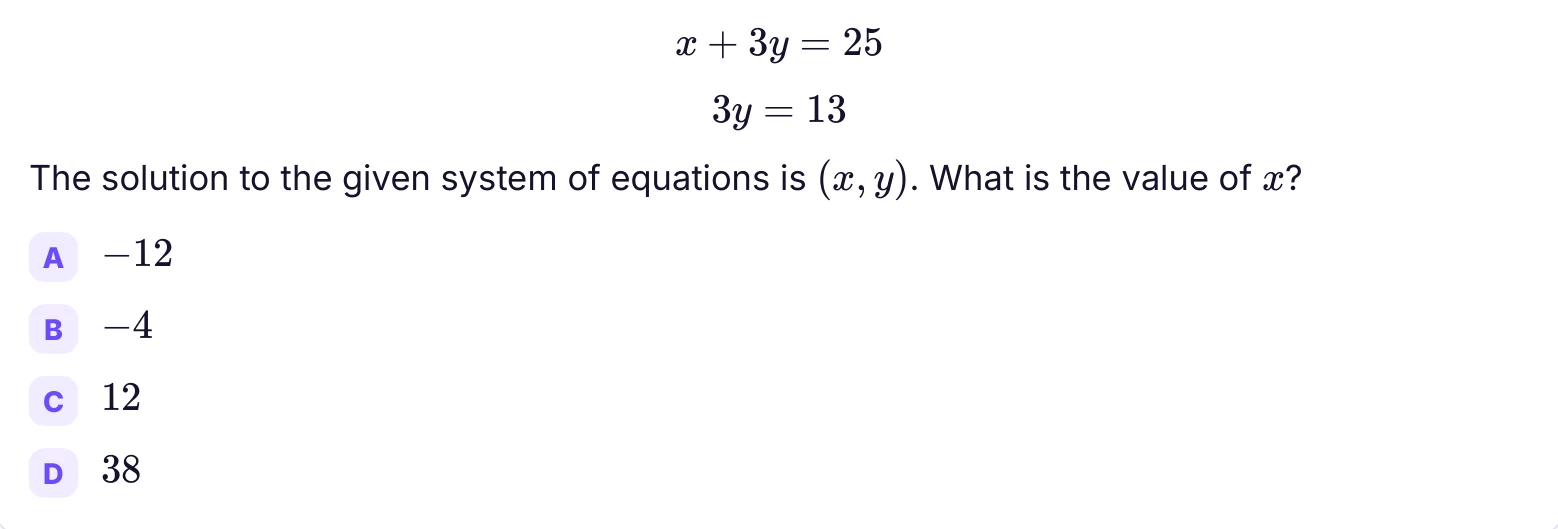 x + 3y = 25
3y = 13
The solution to the given system of equations is (x, y). What is the value of x?
A −12
B −4
C 12
D 38